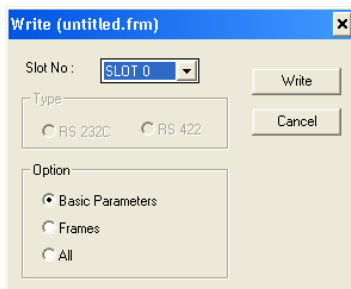 Write (untitled.frm)
Slot No : SLOT 0
Write
Type
RS 232C RS 422
Cancel
Option
Basic Parameters
Frames
All